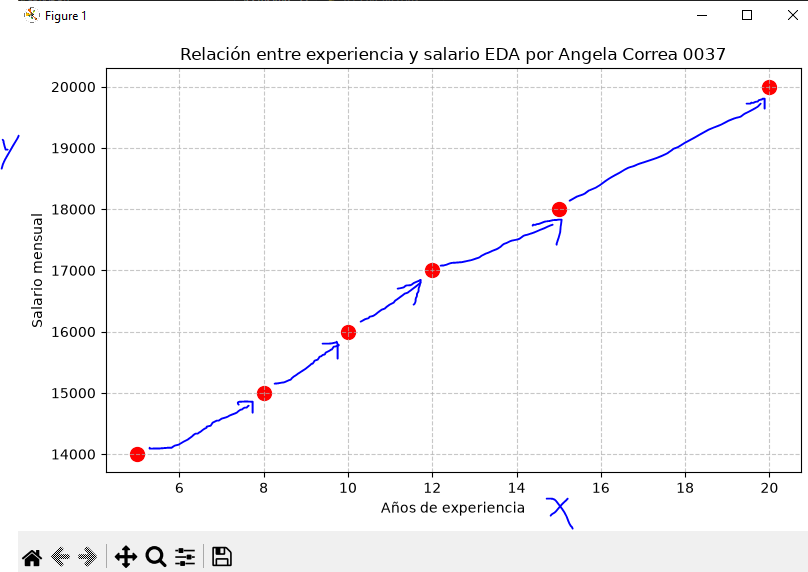 Figure 1
Relación entre experiencia y salario EDA por Angela Correa 0037
20000
19000
18000
17000
16000
15000
14000
Salario mensual
y
6 8 10 12 14 16 18 20
Años de experiencia
x